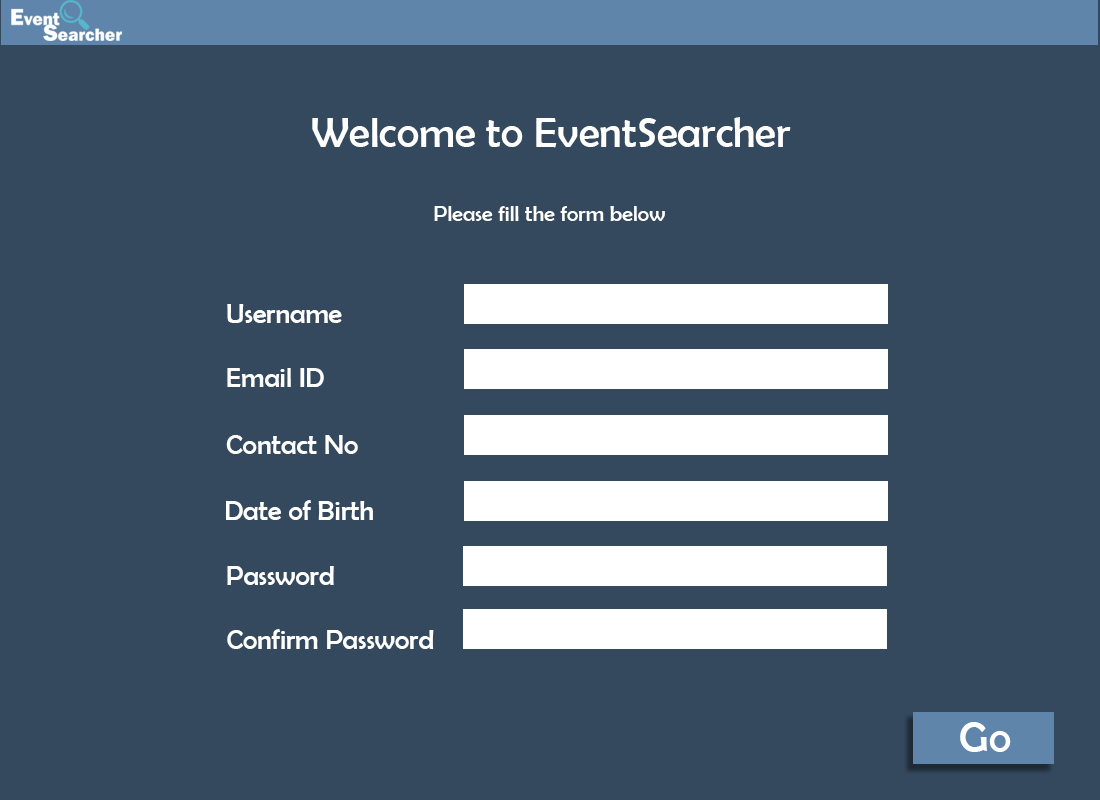 Event
Searcher
Welcome to EventSearcher
Please fill the form below
Username
Email ID
Contact No
Date of Birth
Password
Confirm Password
Go